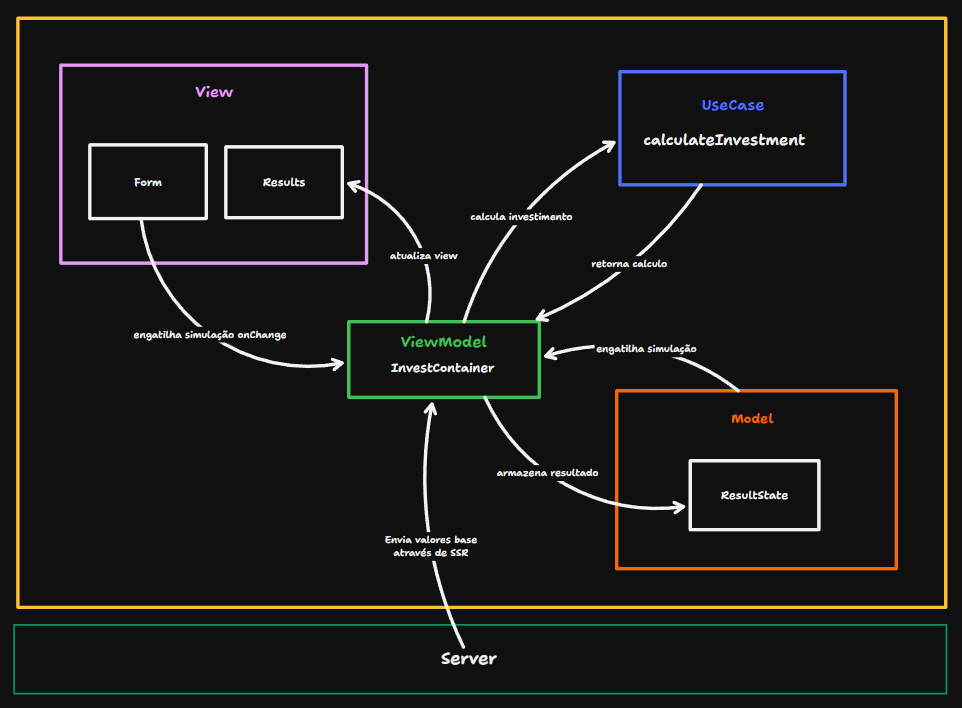 View
Form
Results
UseCase
calculateInvestment
calcula investimento
atualiza view
retorna calculo
engatilha simulação onChange
ViewModel
InvestContainer
engatilha simulação
Model
ResultState
armazena resultado
Envia valores base
através de SSR
Server